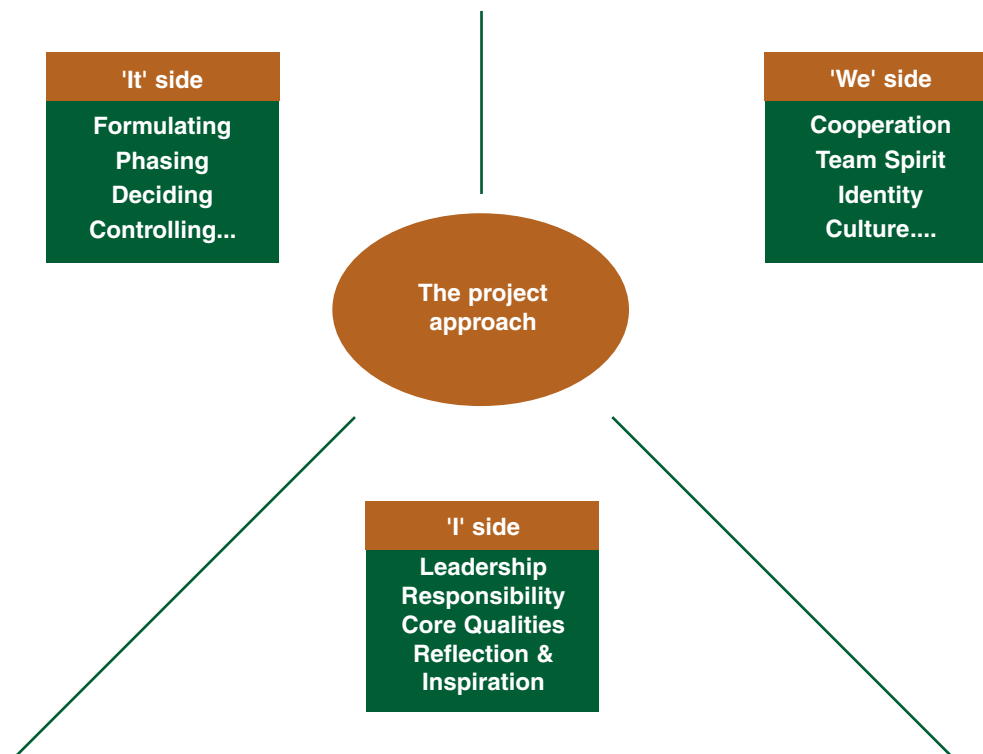 'It' side
Formulating
Phasing
Deciding
Controlling...
'We' side
Cooperation
Team Spirit
Identity
Culture....
The project
approach
'I' side
Leadership
Responsibility
Core Qualities
Reflection &
Inspiration